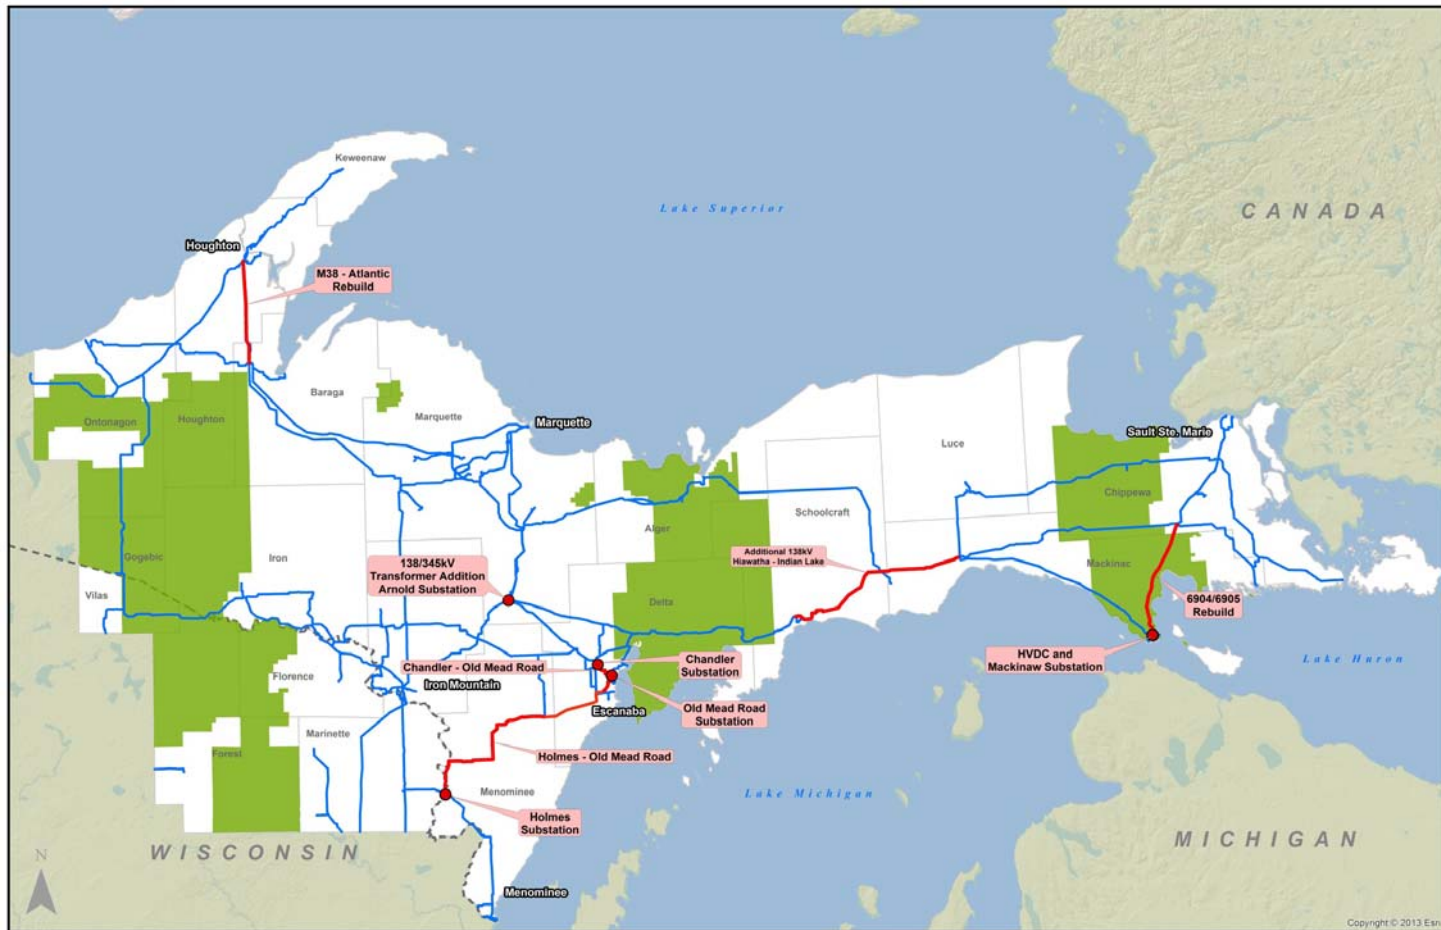 Keweenaw
Lake Superior
CANADA
Houghton
M38 - Atlantic
Rebuild
Baraga
Marquette
Marquette
Ontonagon
Houghton
Luce
Sault Ste. Marie
Chippewa
Schoolcraft
Alger
Gogebic
Iron
138/345kV
Transformer Addition
Arnold Substation
Additional 138kV
Hiawatha - Indian Lake
Mackinac
Vilas
Delta
6904/6905
Rebuild
HVDC and
Mackinaw Substation
Lake Huron
Chandler - Old Mead Road
Chandler
Substation
Florence
Iron Mountain
Escanaba
Old Mead Road
Substation
Marinette
Forest
Holmes - Old Mead Road
Menominee
Lake Michigan
Holmes
Substation
WISCONSIN
MICHIGAN
N
Menominee
Copyright © 2013 Esri